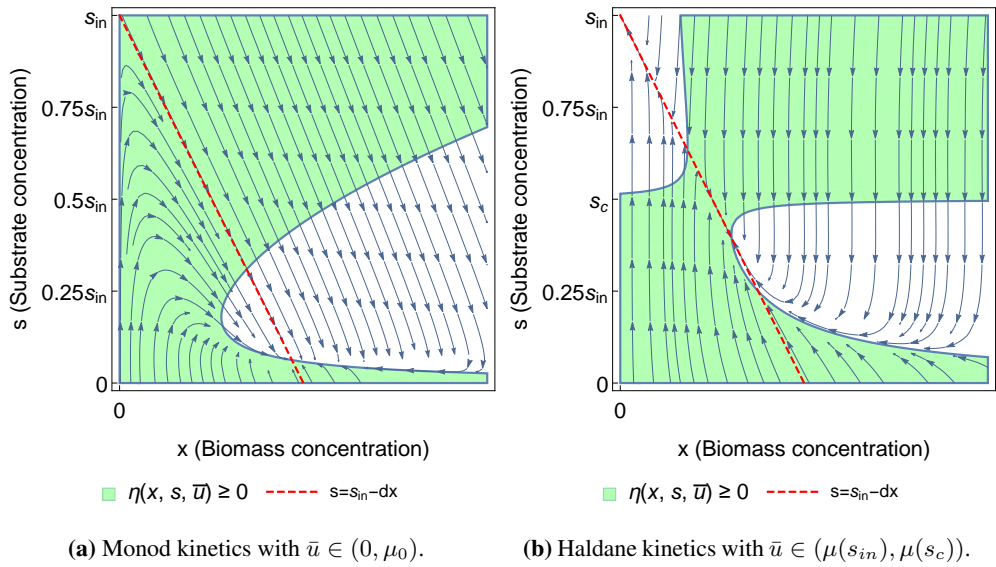 s_in
0.75s_in
0.5s_in
0.25s_in
0
0
s (Substrate concentration)
x (Biomass concentration)
η(x, s, u̅) ≥ 0
s=s_in−dx
(a) Monod kinetics with ū ∈ (0, μ_0).
s_in
0.75s_in
s_c
0.25s_in
0
0
s (Substrate concentration)
x (Biomass concentration)
η(x, s, u̅) ≥ 0
s=s_in−dx
(b) Haldane kinetics with ū ∈ (μ(s_in), μ(s_c)).